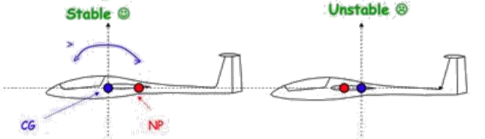 Stable ☺
Unstable ☹
CG
NP